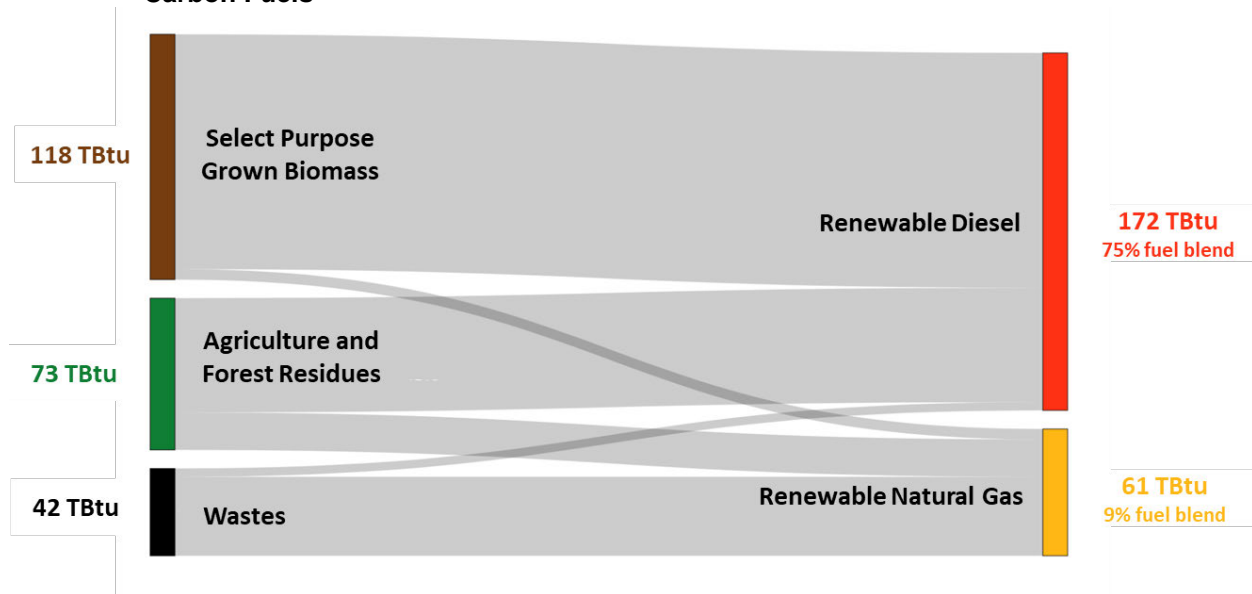 118 TBtu
Select Purpose
Grown Biomass
Renewable Diesel
172 TBtu
75% fuel blend
Agriculture and
Forest Residues
73 TBtu
42 TBtu
Wastes
Renewable Natural Gas
61 TBtu
9% fuel blend